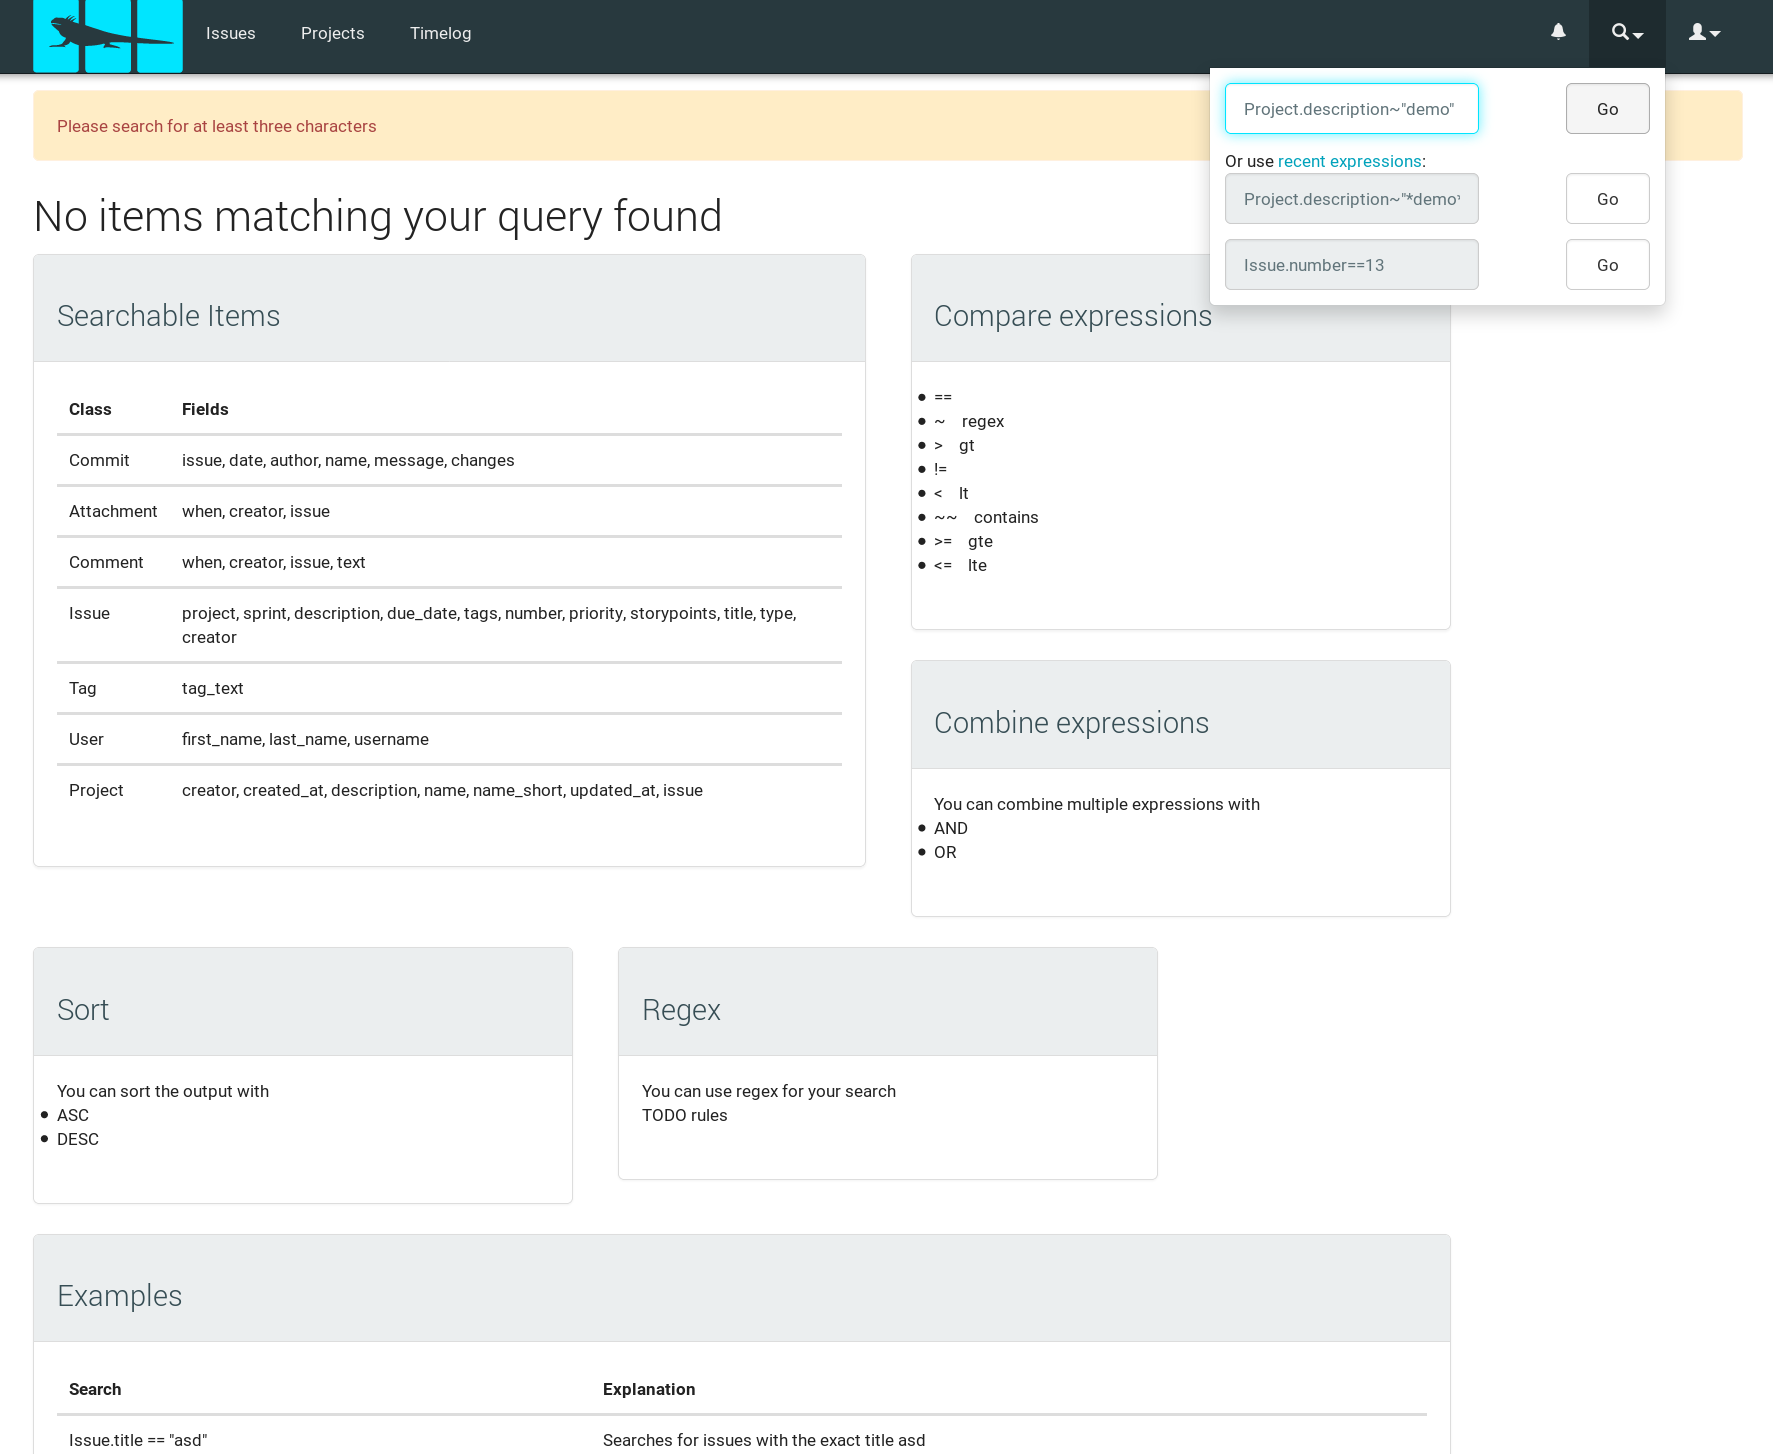 Issues Projects Timelog
Project.description~"demo" Go
Or use recent expressions:
Project.description~"*demo* Go
Issue.number==13 Go
Please search for at least three characters
No items matching your query found
Searchable Items
Class Fields
Commit issue, date, author, name, message, changes
Attachment when, creator, issue
Comment when, creator, issue, text
Issue project, sprint, description, due_date, tags, number, priority, storypoints, title, type,
creator
Tag tag_text
User first_name, last_name, username
Project creator, created_at, description, name, name_short, updated_at, issue
Compare expressions
==
~ regex
> gt
!=
< lt
~~ contains
>= gte
<= lte
Combine expressions
You can combine multiple expressions with
AND
OR
Sort
You can sort the output with
ASC
DESC
Regex
You can use regex for your search
TODO rules
Examples
Search Explanation
Issue.title == "asd" Searches for issues with the exact title asd